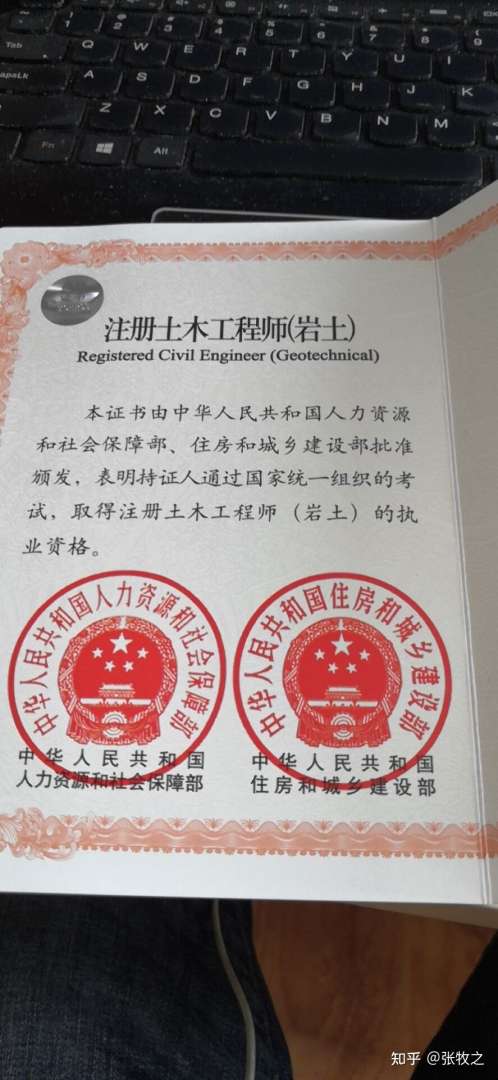 Tab
Q W E R T Y U I
CapsLk
A S D F G H J K
Z X C V B N M
Fn Alt
注册土木工程师(岩土)
Registered Civil Engineer (Geotechnical)
本证书由中华人民共和国人力资源
和社会保障部、住房和城乡建设部批准
颁发，表明持证人通过国家统一组织的考
试，取得注册土木工程师（岩土）的执
业资格。
中华人民共和国人力资源和社会保障部
中华人民共和国住房和城乡建设部
中华人民共和国
人力资源和社会保障部
中华人民共和国
住房和城乡建设部
知乎 @张牧之